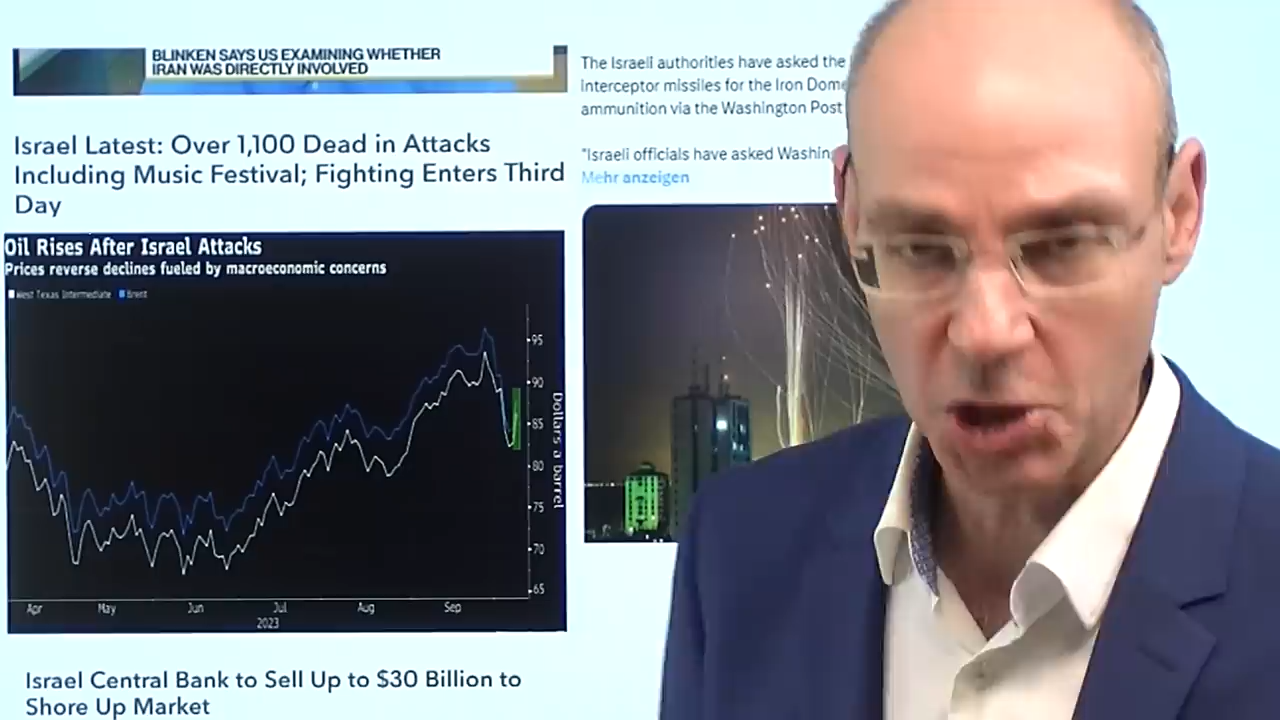 BLINKEN SAYS US EXAMINING WHETHER
IRAN WAS DIRECTLY INVOLVED
Israel Latest: Over 1,100 Dead in Attacks
Including Music Festival; Fighting Enters Third
Day
Oil Rises After Israel Attacks
Prices reverse declines fueled by macroeconomic concerns
West Texas Intermediate Brent
95
90
85
80
75
70
65
Dollars a barrel
Apr May Jun Jul Aug Sep
2023
Israel Central Bank to Sell Up to $30 Billion to
Shore Up Market
The Israeli authorities have asked the
Interceptor missiles for the Iron Dome
ammunition via the Washington Post
"Israeli officials have asked
Mehr anzeigen